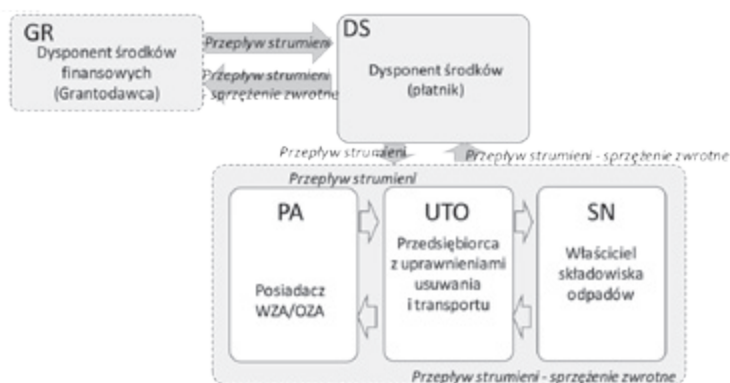 GR
Dysponent środków
finansowych
(Grantodawca)
Przepływ strumieni
Przepływ strumieni
- sprzężenie zwrotne
DS
Dysponent środków
(płatnik)
Przepływ strumieni
Przepływ strumieni - sprzężenie zwrotne
Przepływ strumieni
PA
Posiadacz
WZA/OZA
UTO
Przedsiębiorca
z uprawnieniami
usuwania
i transportu
SN
Właściciel
składowiska
odpadów
Przepływ strumieni - sprzężenie zwrotne